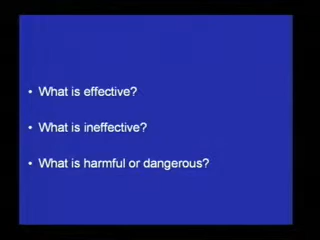 • What is effective?
• What is ineffective?
• What is harmful or dangerous?